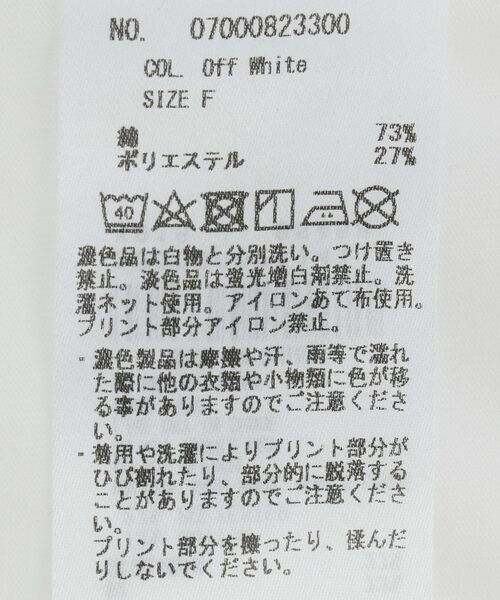 NO. 07000823300
COL. Off White
SIZE F
綿 73%
ポリエステル 27%
40
濃色品は白物と分別洗い。つけ置き
禁止。淡色品は蛍光増白剤禁止。洗
濯ネット使用。アイロンあて布使用。
プリント部分アイロン禁止。
・濃色製品は摩擦や汗、雨等で濡れ
た際に他の衣類や小物類に色が移
る事がありますのでご注意くださ
い。
・着用や洗濯によりプリント部分が
ひび割れたり、部分的に脱落する
ことがありますのでご注意くださ
い。
プリント部分を擦ったり、揉んだ
りしないでください。